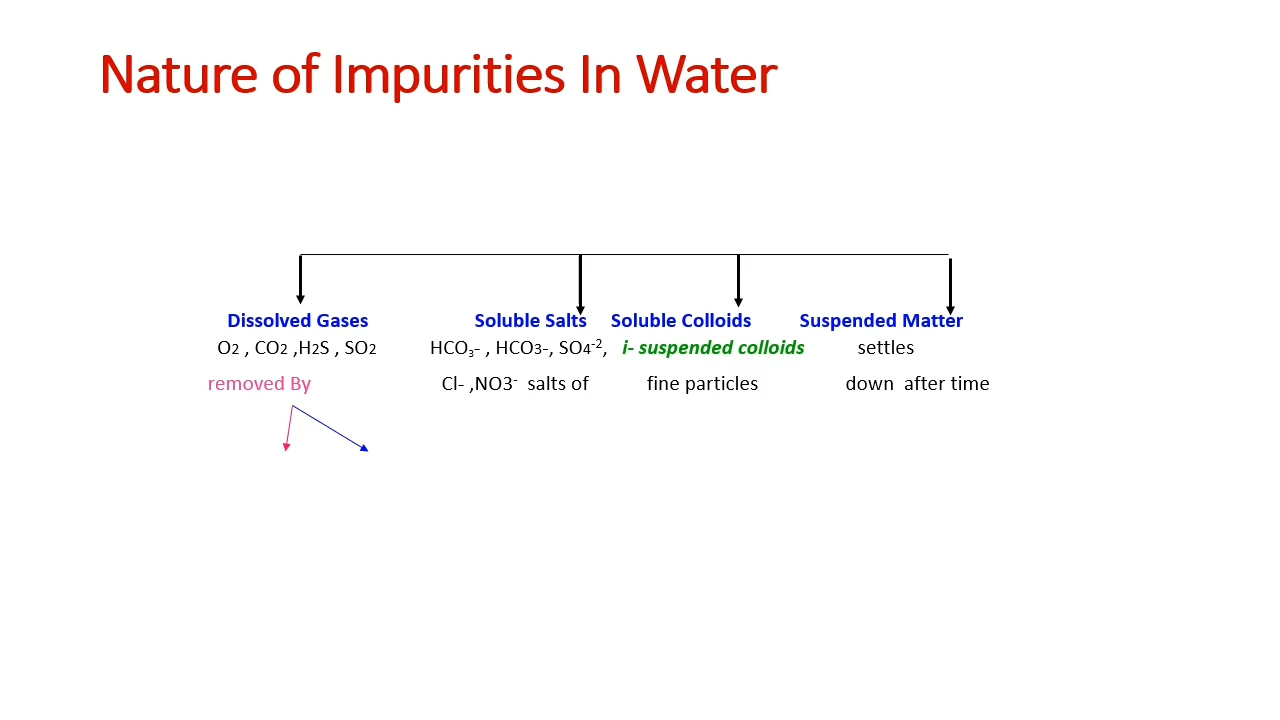 Nature of Impurities In Water
Dissolved Gases Soluble Salts Soluble Colloids Suspended Matter
O2 , CO2 ,H2S , SO2 HCO₃- , HCO3-, SO4⁻², i- suspended colloids settles
removed By Cl- ,NO3⁻ salts of fine particles down after time